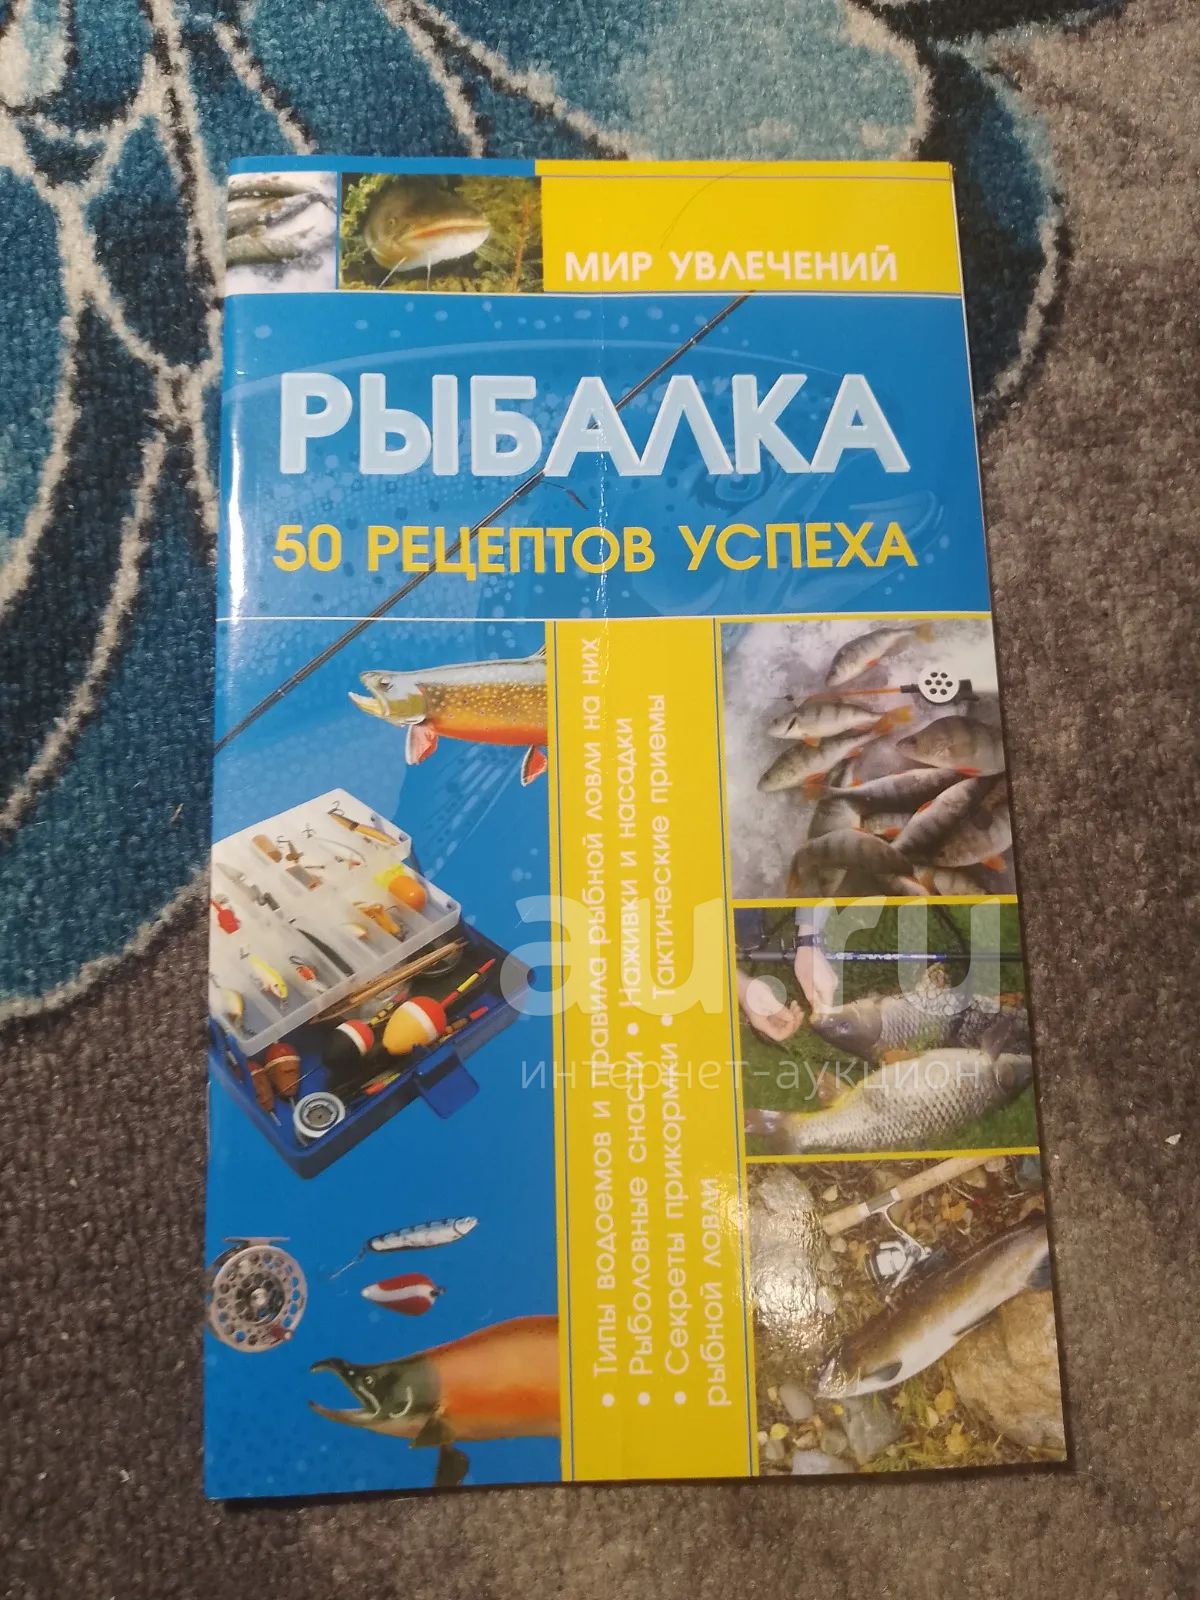 МИР УВЛЕЧЕНИЙ
РЫБАЛКА
50 РЕЦЕПТОВ УСПЕХА
• Типы водоемов и правила рыбной ловли на них
• Рыболовные снасти • Наживки и насадки
• Секреты прикормки • Тактические приемы
рыбной ловли
au.ru
интернет-аукцион